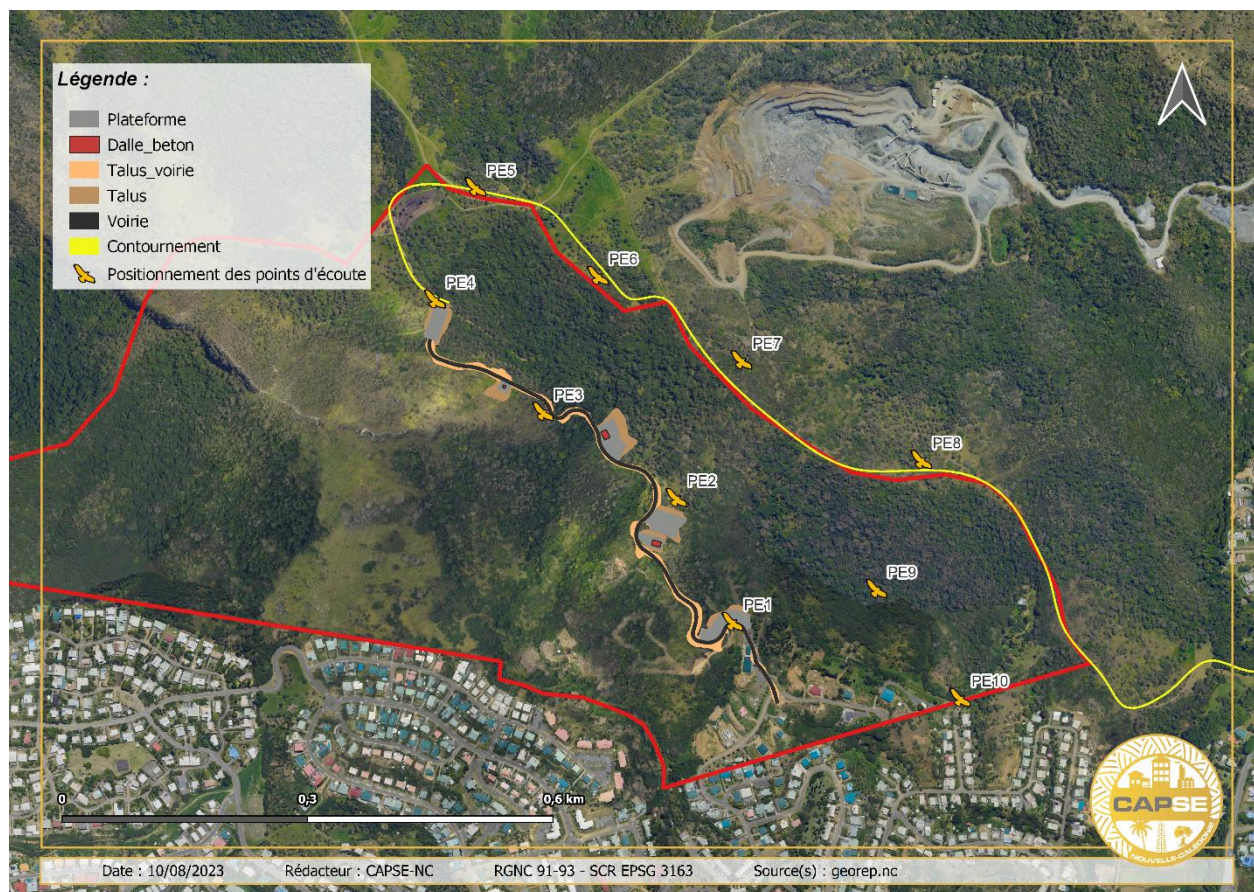 Légende :
Plateforme
Dalle_beton
Talus_voirie
Talus
Voirie
Contournement
Positionnement des points d'écoute
PE5
PE6
PE4
PE7
PE3
PE8
PE2
PE9
PE1
PE10
0
0,3
0,6 km
CAPSE
NOUVELLE-CALÉDONIE
Date : 10/08/2023 Rédacteur : CAPSE-NC RGNC 91-93 - SCR EPSG 3163 Source(s) : georep.nc